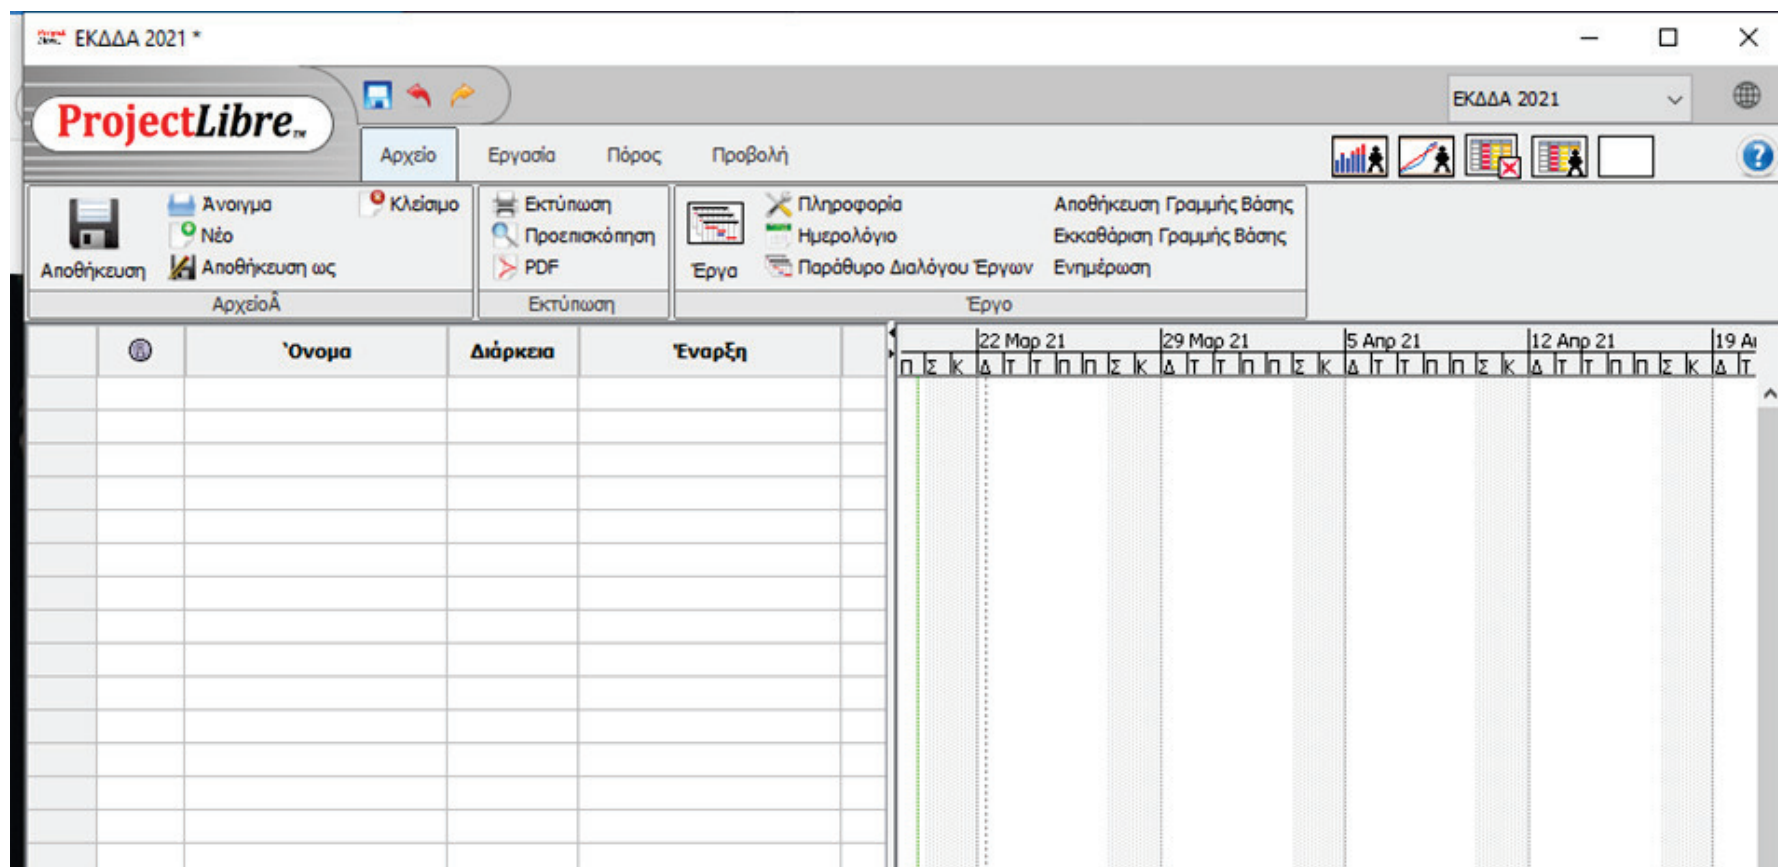 ΕΚΔΔΑ 2021 *
ProjectLibre™
ΕΚΔΔΑ 2021
Αρχείο Εργασία Πόρος Προβολή
Αποθήκευση
Άνοιγμα
Νέο
Αποθήκευση ως
Κλείσιμο
ΑρχείοÂ
Εκτύπωση
Προεπισκόπηση
PDF
Εκτύπωση
Έργα
Πληροφορία
Ημερολόγιο
Παράθυρο Διαλόγου Έργων
Αποθήκευση Γραμμής Βάσης
Εκκαθάριση Γραμμής Βάσης
Ενημέρωση
Έργο
Όνομα Διάρκεια Έναρξη
22 Μαρ 21 29 Μαρ 21 5 Απρ 21 12 Απρ 21 19
Π Σ Κ Δ Τ Τ Π Π Σ Κ Δ Τ Τ Π Π Σ Κ Δ Τ Τ Π Π Σ Κ Δ Τ Τ Π Π Σ Κ Δ Τ